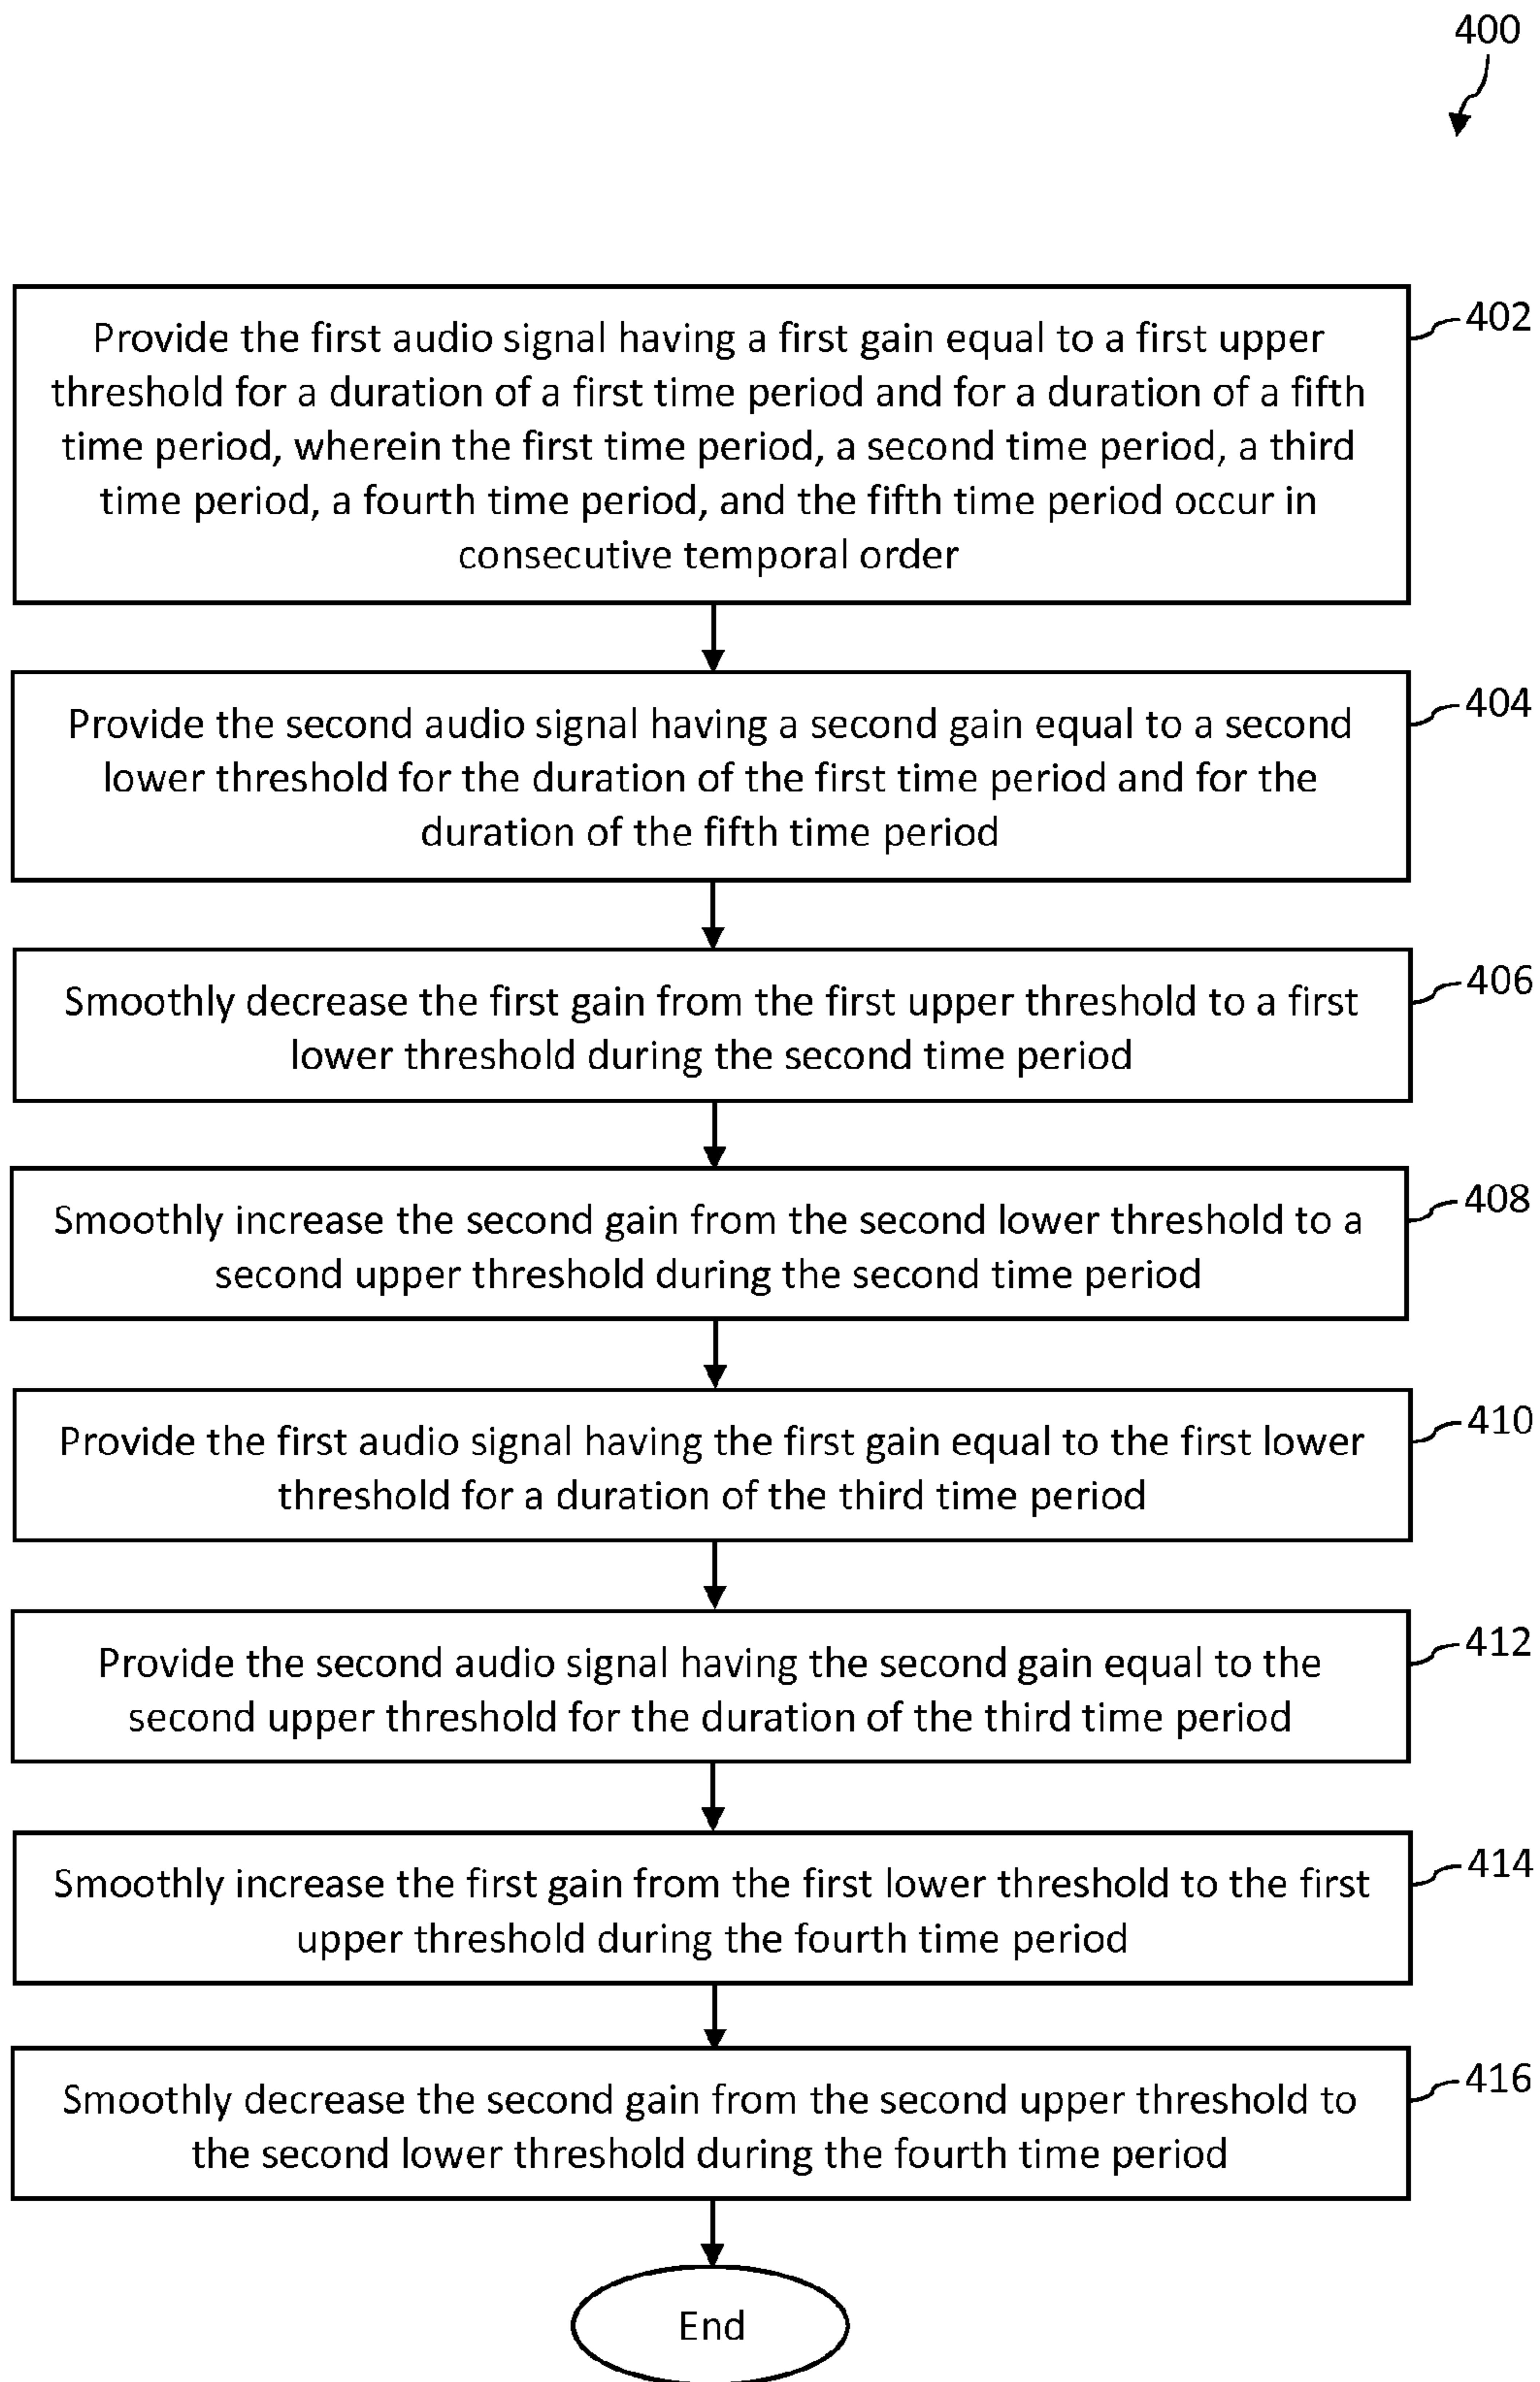 400
Provide the first audio signal having a first gain equal to a first upper
threshold for a duration of a first time period and for a duration of a fifth
time period, wherein the first time period, a second time period, a third
time period, a fourth time period, and the fifth time period occur in
consecutive temporal order
402
Provide the second audio signal having a second gain equal to a second
lower threshold for the duration of the first time period and for the
duration of the fifth time period
404
Smoothly decrease the first gain from the first upper threshold to a first
lower threshold during the second time period
406
Smoothly increase the second gain from the second lower threshold to a
second upper threshold during the second time period
408
Provide the first audio signal having the first gain equal to the first lower
threshold for a duration of the third time period
410
Provide the second audio signal having the second gain equal to the
second upper threshold for the duration of the third time period
412
Smoothly increase the first gain from the first lower threshold to the first
upper threshold during the fourth time period
414
Smoothly decrease the second gain from the second upper threshold to
the second lower threshold during the fourth time period
416
End